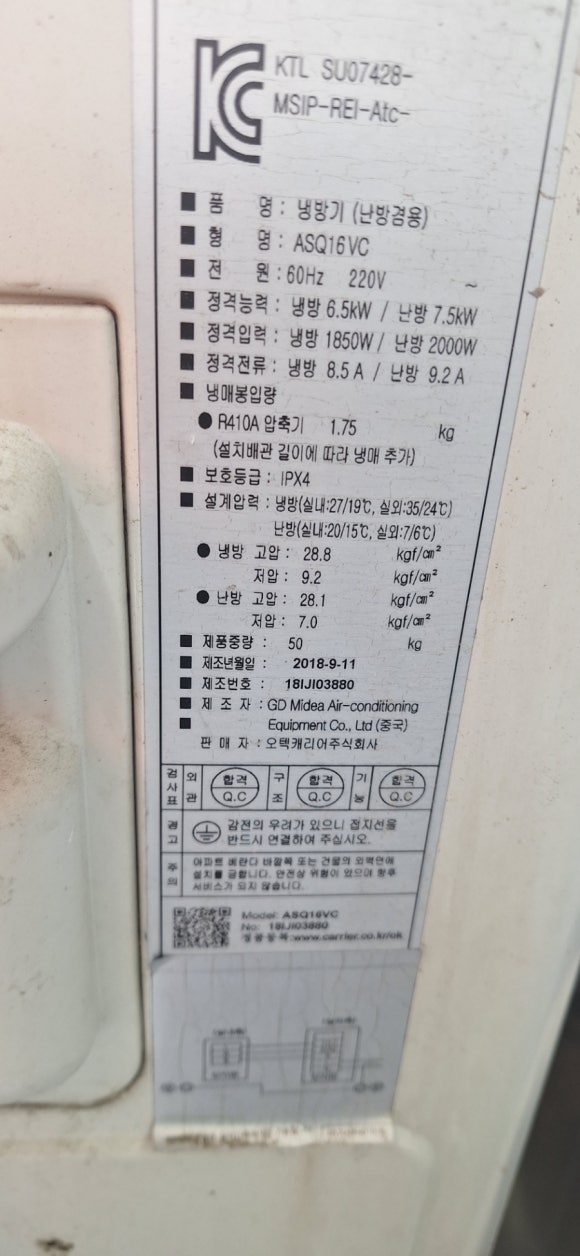 KTL SU07428-
MSIP-REI-Atc-
■ 품 명 : 냉방기 (난방겸용)
■ 형 명 : ASQ16VC
■ 전 원 : 60Hz 220V ~
■ 정격능력 : 냉방 6.5kW / 난방 7.5kW
■ 정격입력 : 냉방 1850W / 난방 2000W
■ 정격전류 : 냉방 8.5 A / 난방 9.2 A
■ 냉매봉입량
● R410A 압축기 1.75 kg
(설치배관 길이에 따라 냉매 추가)
■ 보호등급 : IPX4
■ 설계압력 : 냉방(실내:27/19℃, 실외:35/24℃)
난방(실내:20/15℃, 실외:7/6℃)
● 냉방 고압 : 28.8 kgf/㎠
저압 : 9.2 kgf/㎠
● 난방 고압 : 28.1 kgf/㎠
저압 : 7.0 kgf/㎠
■ 제품중량 : 50 kg
■ 제조년월일 : 2018-9-11
■ 제조번호 : 18IJI03880
■ 제 조 자 : GD Midea Air-conditioning
■ Equipment Co., Ltd (중국)
판 매 자 : 오텍캐리어주식회사
검사표 외관 합격 Q.C 구조 합격 Q.C 기능 합격 Q.C
경고 감전의 우려가 있으니 접지선을
반드시 연결하여 주십시오.
주의 아파트 베란다 바깥쪽 또는 건물의 외벽면에
설치를 금합니다. 안전상 위험이 있으며 향후
서비스가 되지 않습니다.
Model: ASQ16VC
No: 18IJI03880
정품등록:www.carrier.co.kr/ok